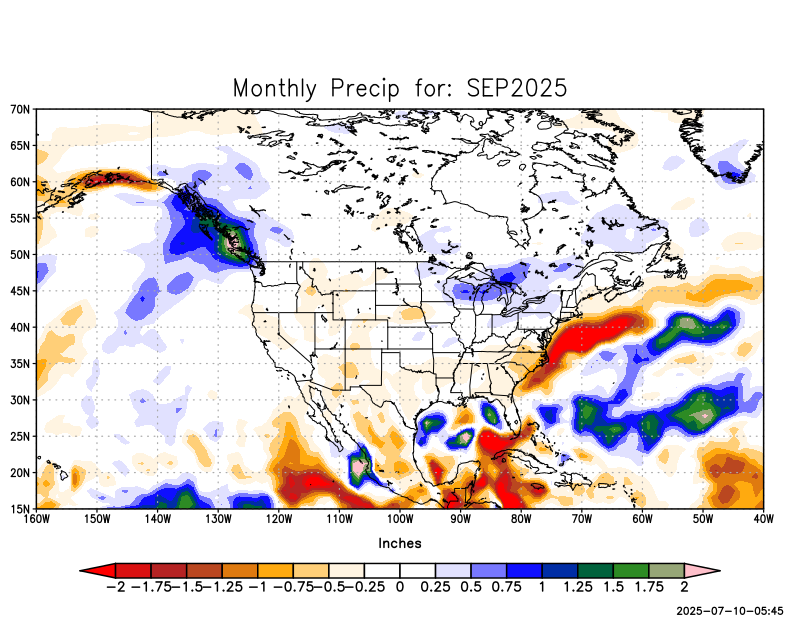 Monthly Precip for: SEP2025
70N
65N
60N
55N
50N
45N
40N
35N
30N
25N
20N
15N
160W 150W 140W 130W 120W 110W 100W 90W 80W 70W 60W 50W 40W
Inches
-2 -1.75 -1.5 -1.25 -1 -0.75 -0.5 -0.25 0 0.25 0.5 0.75 1 1.25 1.5 1.75 2
2025-07-10-05:45